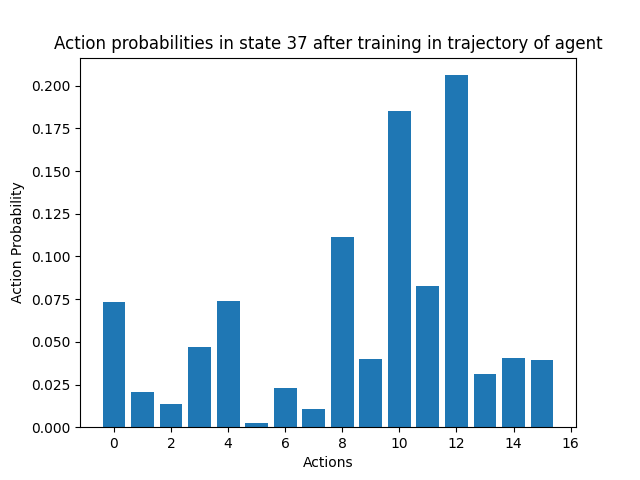 Action probabilities in state 37 after training in trajectory of agent
0.200
0.175
0.150
0.125
0.100
0.075
0.050
0.025
0.000
Action Probability
0 2 4 6 8 10 12 14 16
Actions